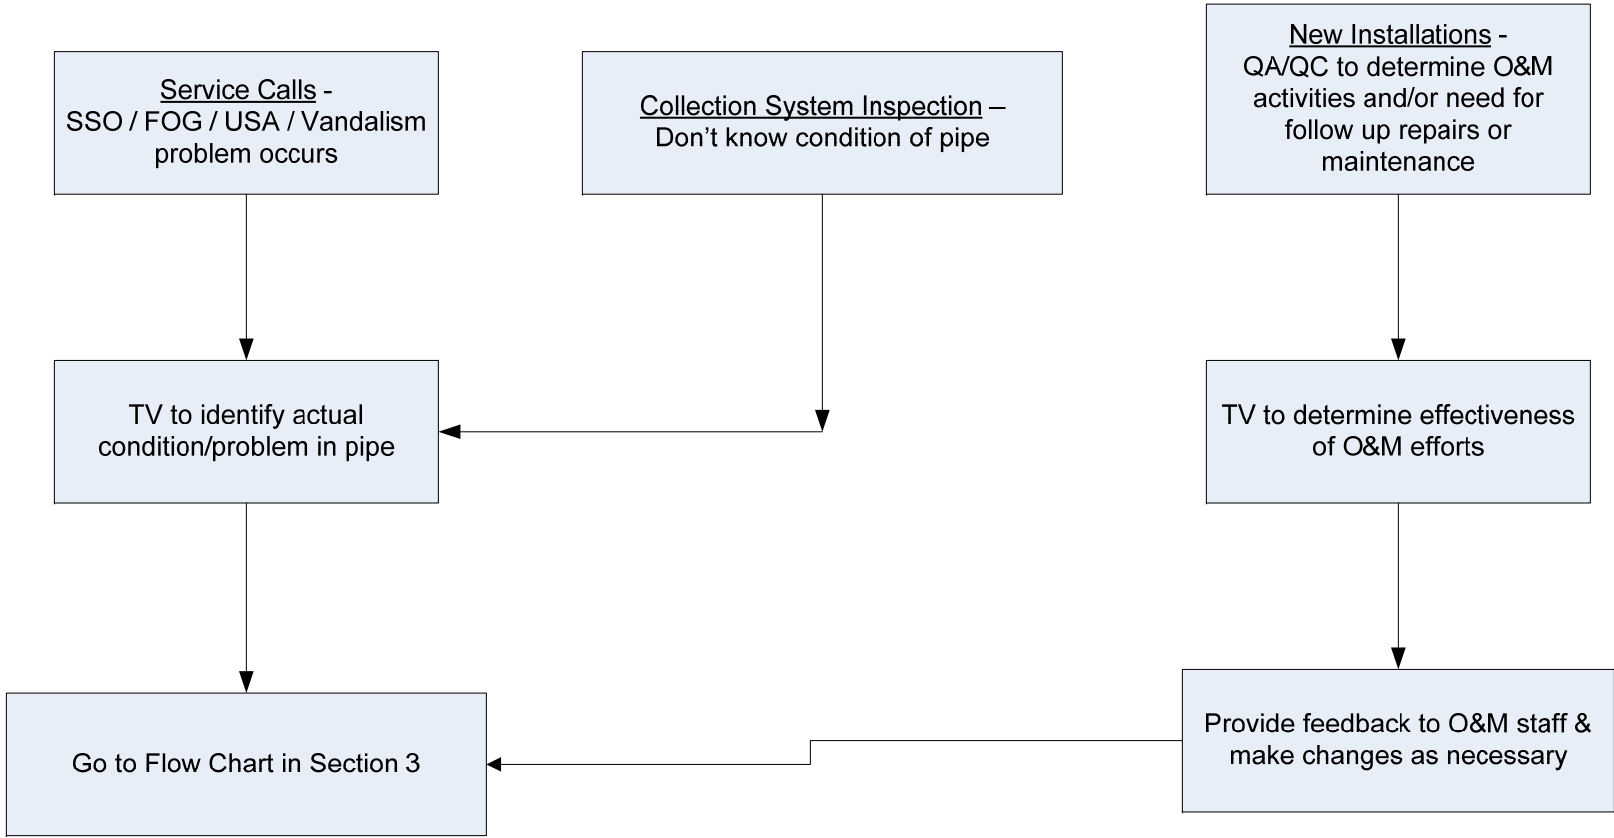 Service Calls -
SSO / FOG / USA / Vandalism
problem occurs
Collection System Inspection –
Don’t know condition of pipe
New Installations -
QA/QC to determine O&M
activities and/or need for
follow up repairs or
maintenance
TV to identify actual
condition/problem in pipe
TV to determine effectiveness
of O&M efforts
Go to Flow Chart in Section 3
Provide feedback to O&M staff &
make changes as necessary